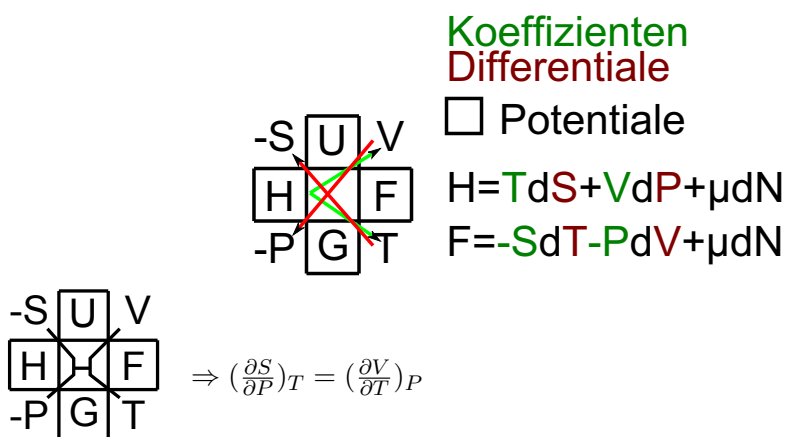 Koeffizienten
Differentiale
Potentiale
-S U V
H F
-P G T
H=TdS+VdP+μdN
F=-SdT-PdV+μdN
-S U V
H F
-P G T
⇒ (∂S/∂P)_T = (∂V/∂T)_P